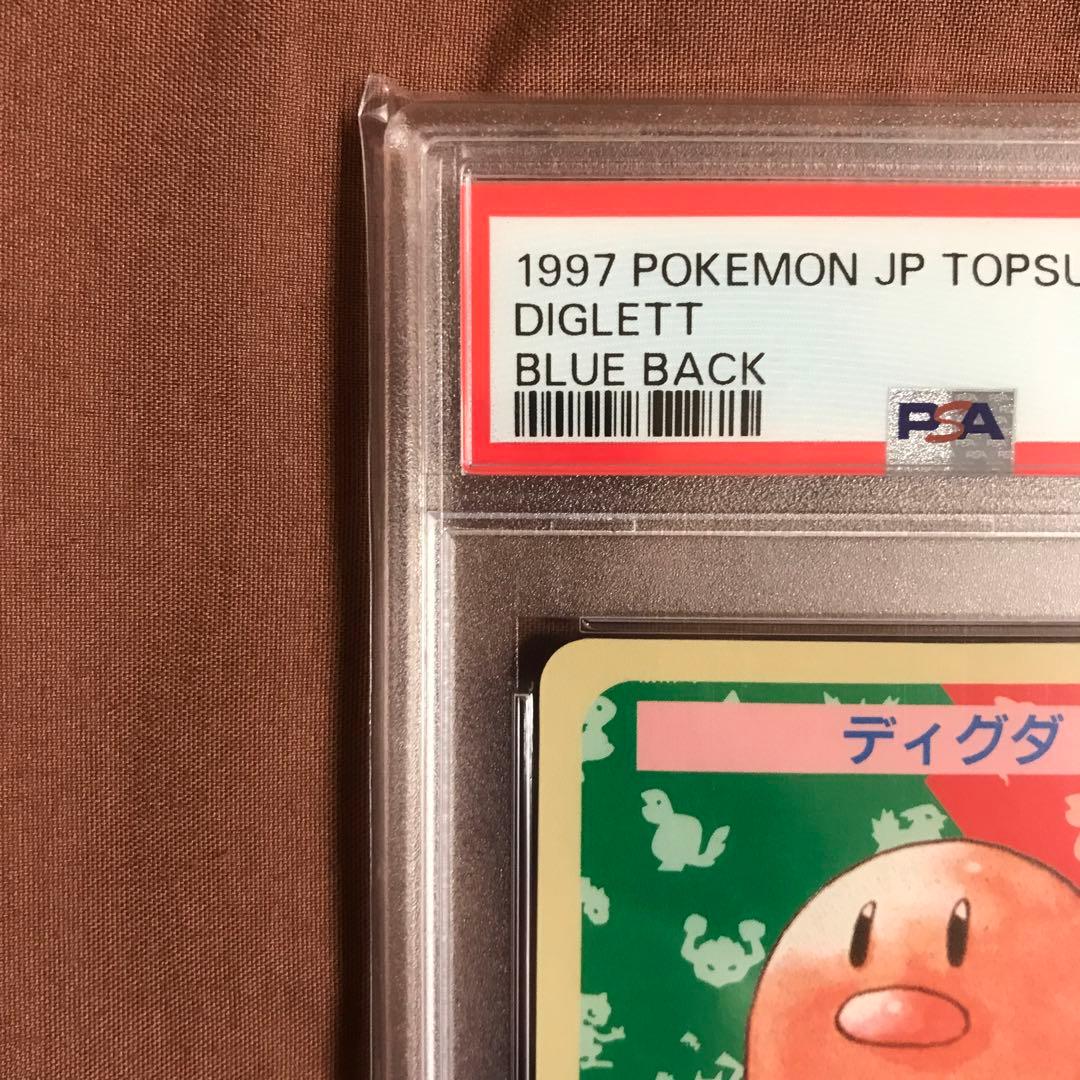 1997 POKEMON JP TOPSU
DIGLETT
BLUE BACK
PSA
ディグダ